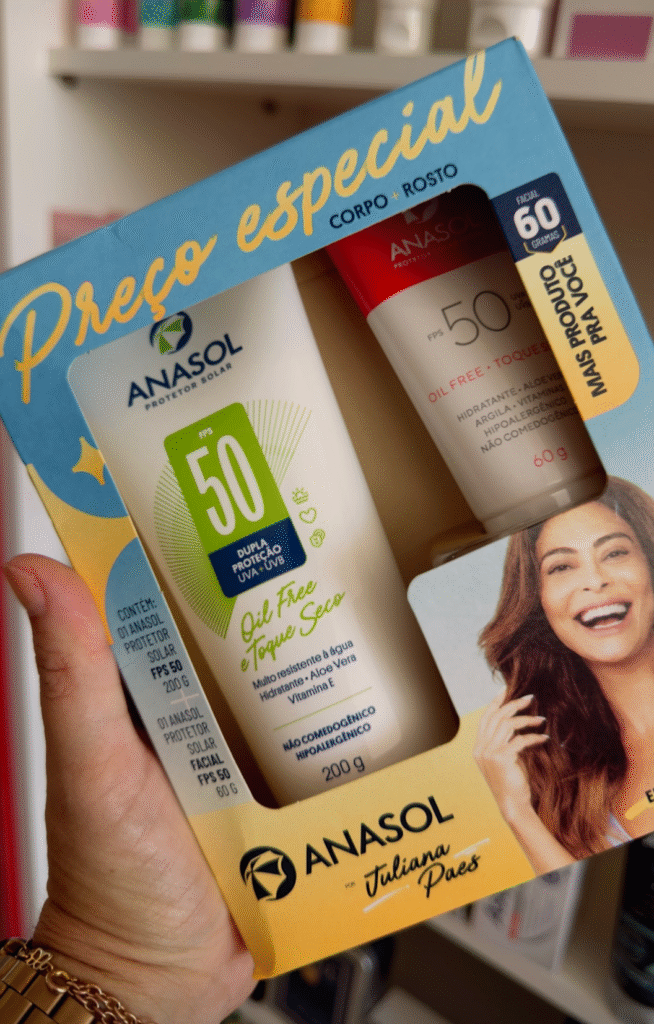 Preço especial
CORPO + ROSTO
FACIAL
60
GRAMAS
MAIS PRODUTO
PRA VOCÊ
ANASOL
PROTETOR SOLAR
FPS
50
DUPLA
PROTEÇÃO
UVA+UVB
Oil Free
e Toque Seco
Muito resistente à água
Hidratante • Aloe Vera
Vitamina E
NÃO COMEDOGÊNICO
HIPOALERGÊNICO
200 g
ANASOL
FPS 50
OIL FREE • TOQUE
HIDRATANTE • ALOE
ARGILA •
HIPOALERGÊNICO
NÃO COMEDOGÊNICO
60 g
CONTÉM:
01 ANASOL
PROTETOR
SOLAR
FPS 50
200 G
+
01 ANASOL
PROTETOR
SOLAR
FACIAL
FPS 50
60 G
ANASOL
POR Juliana
Paes